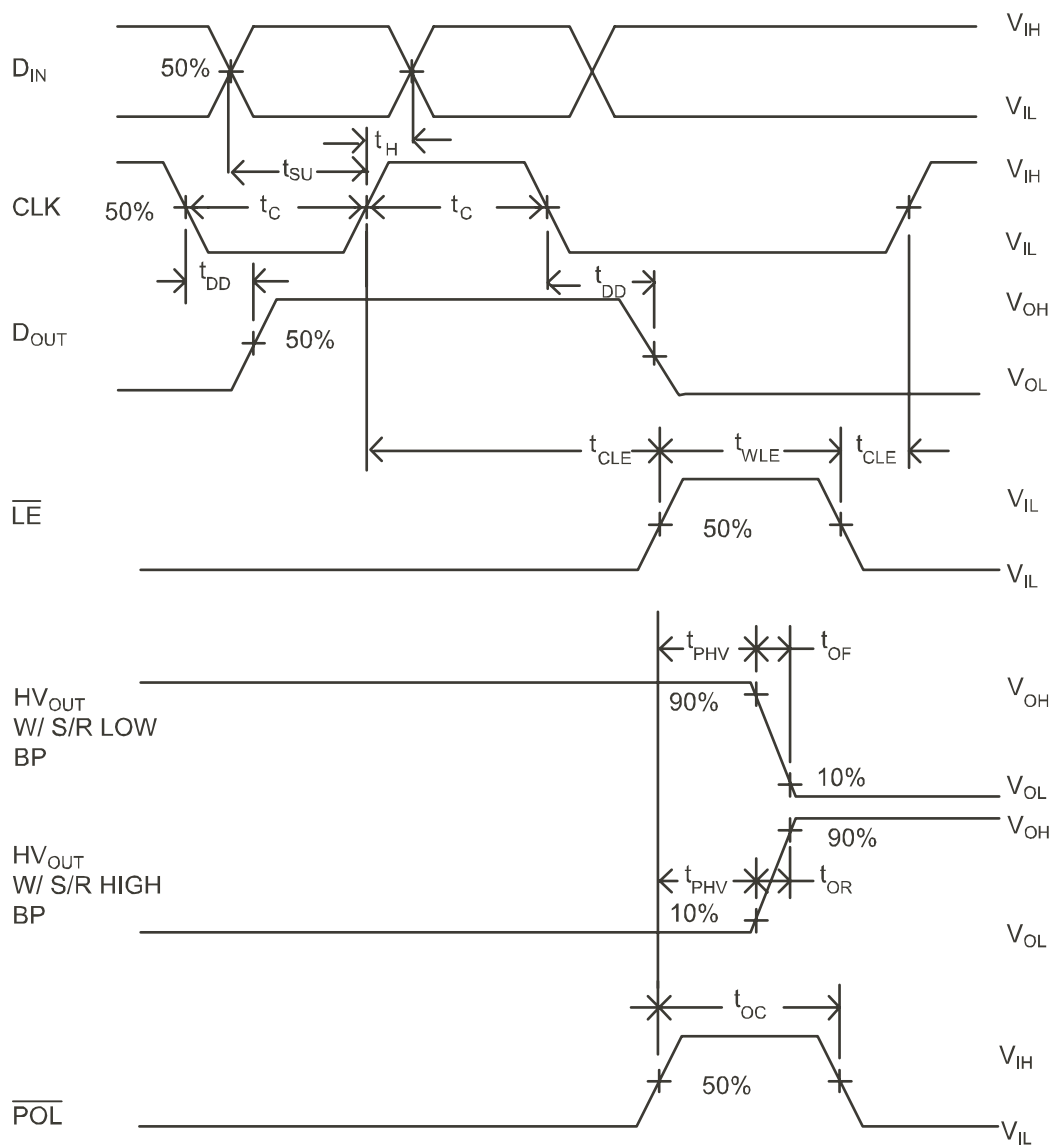 V_IH
D_IN
50%
V_IL
t_H
t_SU
V_IH
CLK
50%
t_C
t_C
V_IL
t_DD
t_DD
V_OH
D_OUT
50%
V_OL
t_CLE
t_WLE
t_CLE
V_IL
LE
50%
V_IL
t_PHV
t_OF
HV_OUT
W/ S/R LOW
BP
90%
V_OH
10%
V_OL
V_OH
HV_OUT
W/ S/R HIGH
BP
90%
t_PHV
t_OR
10%
V_OL
t_OC
V_IH
50%
POL
V_IL